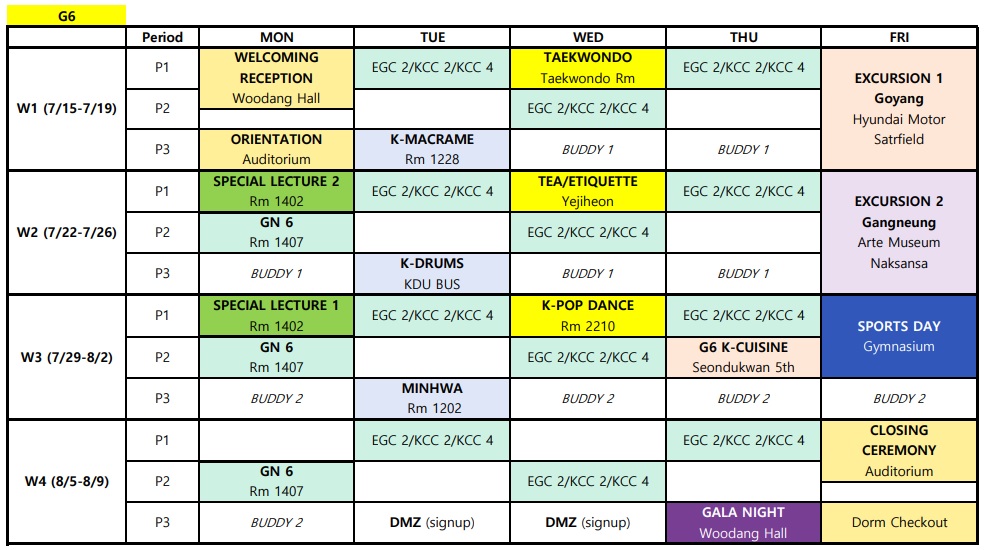 G6
Period MON TUE WED THU FRI
W1 (7/15-7/19)
P1
WELCOMING
RECEPTION
Woodang Hall
EGC 2/KCC 2/KCC 4
TAEKWONDO
Taekwondo Rm
EGC 2/KCC 2/KCC 4
EXCURSION 1
Goyang
Hyundai Motor
Satrfield
P2
EGC 2/KCC 2/KCC 4
P3
ORIENTATION
Auditorium
K-MACRAME
Rm 1228
BUDDY 1
BUDDY 1
W2 (7/22-7/26)
P1
SPECIAL LECTURE 2
Rm 1402
EGC 2/KCC 2/KCC 4
TEA/ETIQUETTE
Yejiheon
EGC 2/KCC 2/KCC 4
EXCURSION 2
Gangneung
Arte Museum
Naksansa
P2
GN 6
Rm 1407
EGC 2/KCC 2/KCC 4
P3
BUDDY 1
K-DRUMS
KDU BUS
BUDDY 1
BUDDY 1
W3 (7/29-8/2)
P1
SPECIAL LECTURE 1
Rm 1402
EGC 2/KCC 2/KCC 4
K-POP DANCE
Rm 2210
EGC 2/KCC 2/KCC 4
SPORTS DAY
Gymnasium
P2
GN 6
Rm 1407
EGC 2/KCC 2/KCC 4
G6 K-CUISINE
Seondukwan 5th
P3
BUDDY 2
MINHWA
Rm 1202
BUDDY 2
BUDDY 2
BUDDY 2
W4 (8/5-8/9)
P1
EGC 2/KCC 2/KCC 4
EGC 2/KCC 2/KCC 4
CLOSING
CEREMONY
Auditorium
P2
GN 6
Rm 1407
EGC 2/KCC 2/KCC 4
P3
BUDDY 2
DMZ (signup)
DMZ (signup)
GALA NIGHT
Woodang Hall
Dorm Checkout